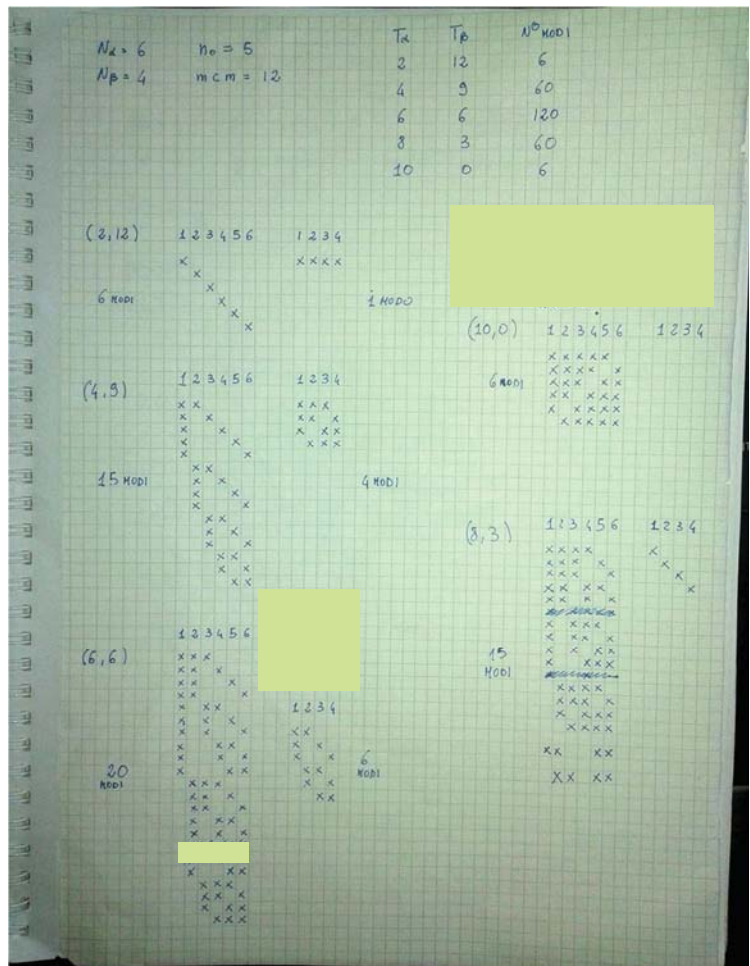 Nα = 6 n₀ = 5
Nβ = 4 mcm = 12
Tα Tβ Nº MODI
2 12 6
4 9 60
6 6 120
8 3 60
10 0 6
(2,12) 1 2 3 4 5 6 1 2 3 4
x x x x x
x
x
x
x
x
6 MODI 1 MODO
(4,9) 1 2 3 4 5 6 1 2 3 4
15 MODI 4 MODI
(6,6) 1 2 3 4 5 6
1 2 3 4
20 MODI
6 MODI
(10,0) 1 2 3 4 5 6 1 2 3 4
6 MODI
(8,3) 1 2 3 4 5 6 1 2 3 4
15 MODI